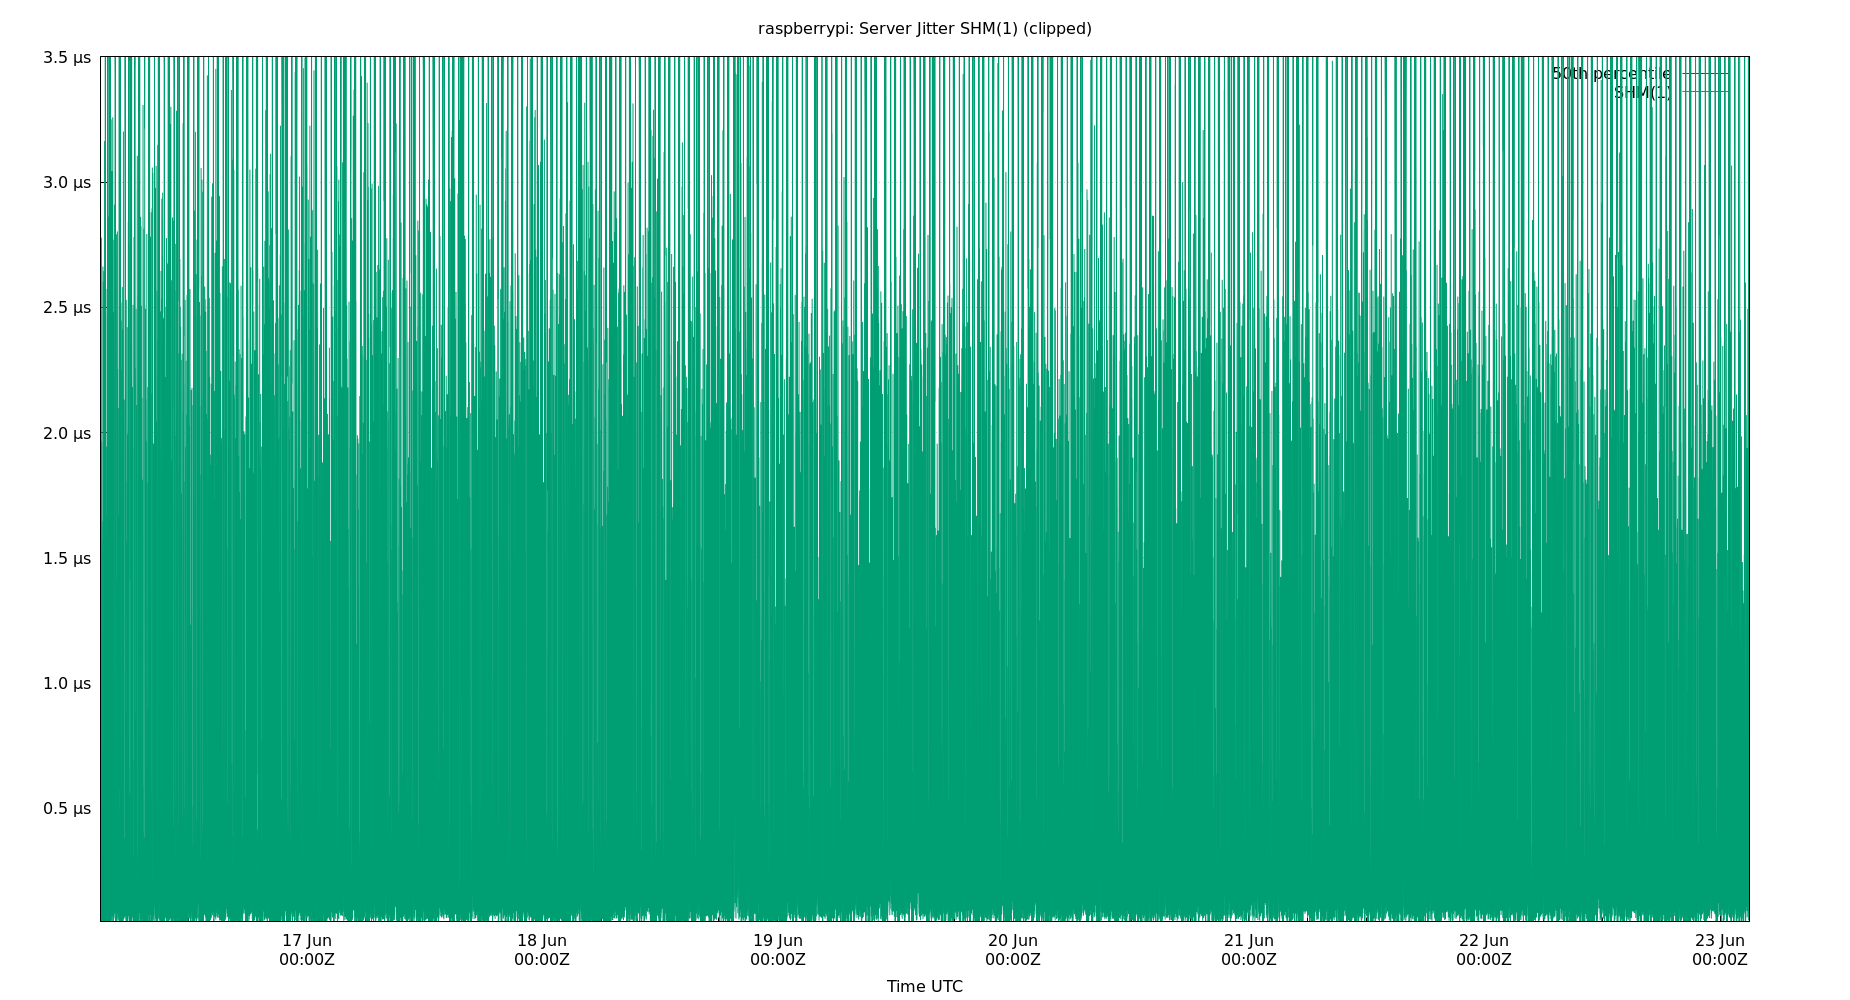 raspberrypi: Server Jitter SHM(1) (clipped)
3.5 µs
50th percentile
SHM(1)
3.0 µs
2.5 µs
2.0 µs
1.5 µs
1.0 µs
0.5 µs
17 Jun 18 Jun 19 Jun 20 Jun 21 Jun 22 Jun 23 Jun
00:00Z 00:00Z 00:00Z 00:00Z 00:00Z 00:00Z 00:00Z
Time UTC